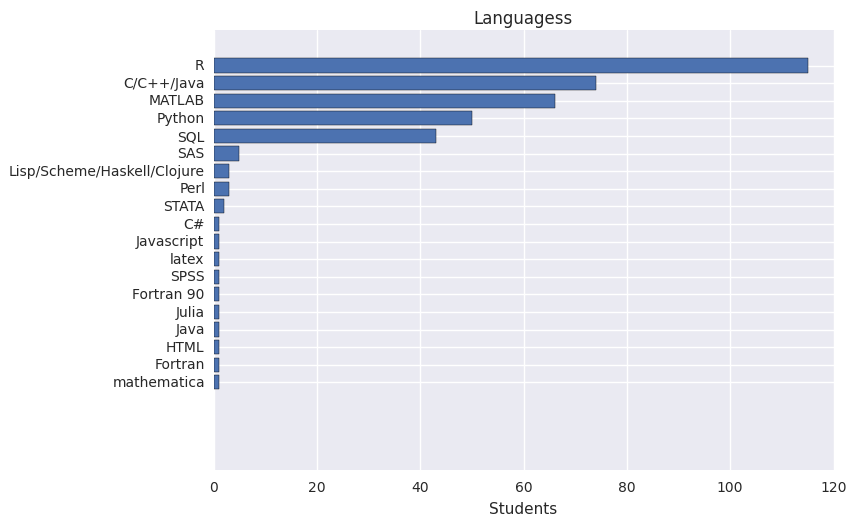 Languagess
R
C/C++/Java
MATLAB
Python
SQL
SAS
Lisp/Scheme/Haskell/Clojure
Perl
STATA
C#
Javascript
latex
SPSS
Fortran 90
Julia
Java
HTML
Fortran
mathematica
0 20 40 60 80 100 120
Students